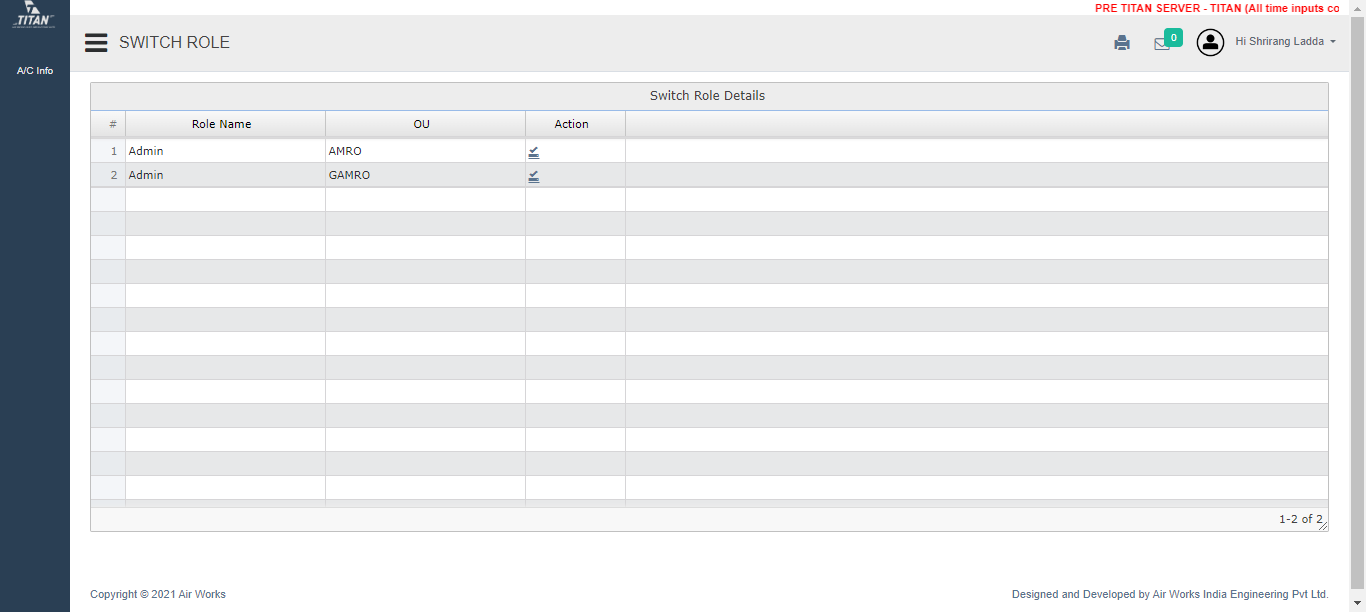 TITAN
PRE TITAN SERVER - TITAN (All time inputs co
SWITCH ROLE
0
Hi Shrirang Ladda
A/C Info
Switch Role Details
# Role Name OU Action
1 Admin AMRO
2 Admin GAMRO
1-2 of 2
Copyright © 2021 Air Works
Designed and Developed by Air Works India Engineering Pvt Ltd.